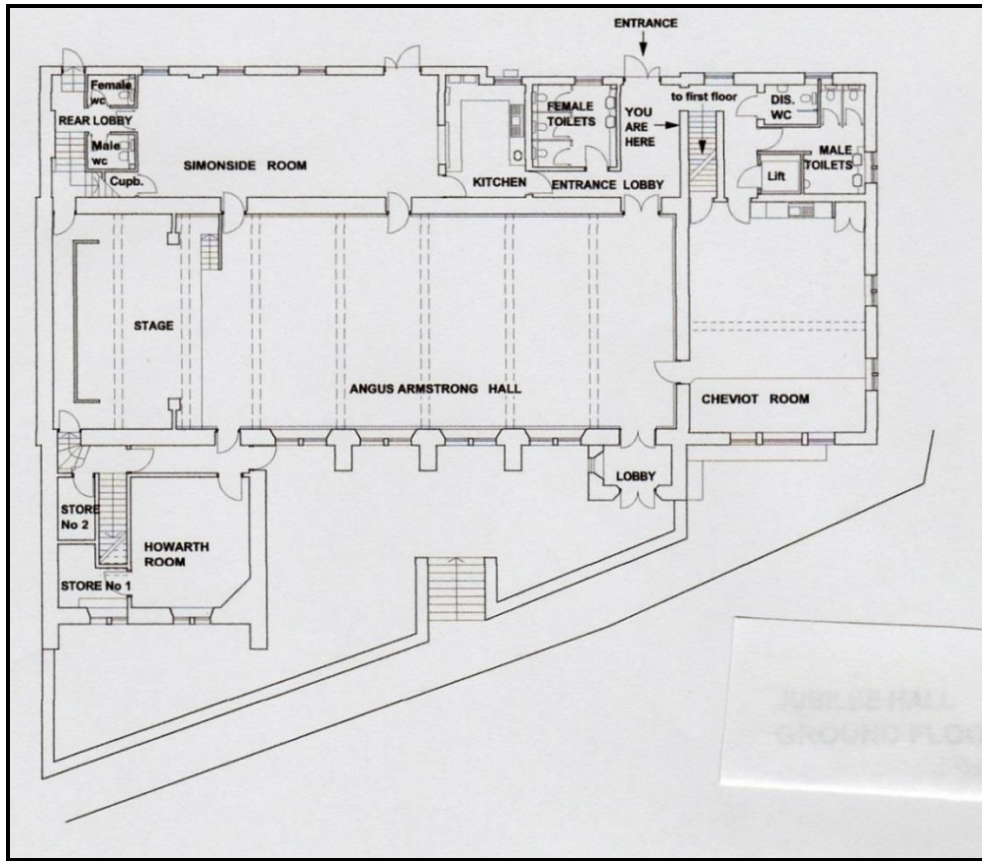 ENTRANCE
Female
wc
REAR LOBBY
Male
wc
Cupb.
SIMONSIDE ROOM
KITCHEN
FEMALE
TOILETS
YOU
ARE
HERE
ENTRANCE LOBBY
to first floor
DIS.
WC
MALE
TOILETS
Lift
STAGE
ANGUS ARMSTRONG HALL
CHEVIOT ROOM
LOBBY
STORE
No 2
HOWARTH
ROOM
STORE No 1
JUBILEE HALL
GROUND FLOO